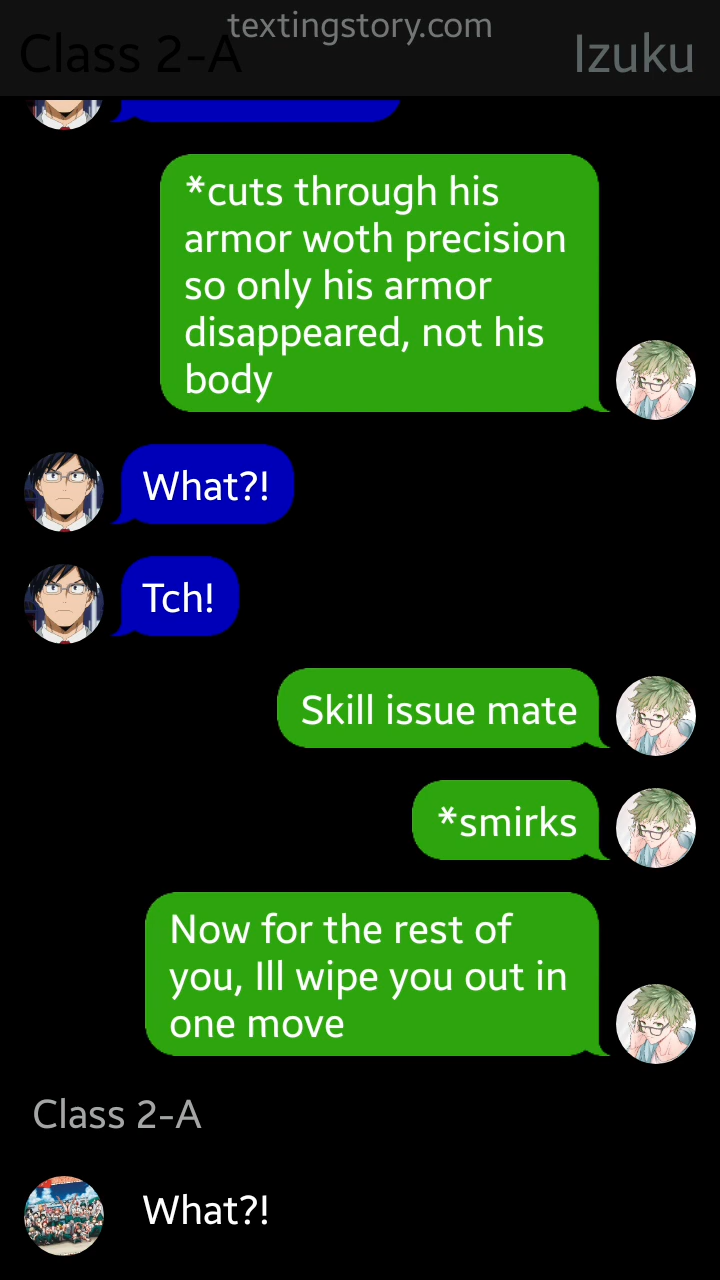 textingstory.com
Class 2-A
Izuku
*cuts through his
armor woth precision
so only his armor
disappeared, not his
body
What?!
Tch!
Skill issue mate
*smirks
Now for the rest of
you, Ill wipe you out in
one move
Class 2-A
What?!